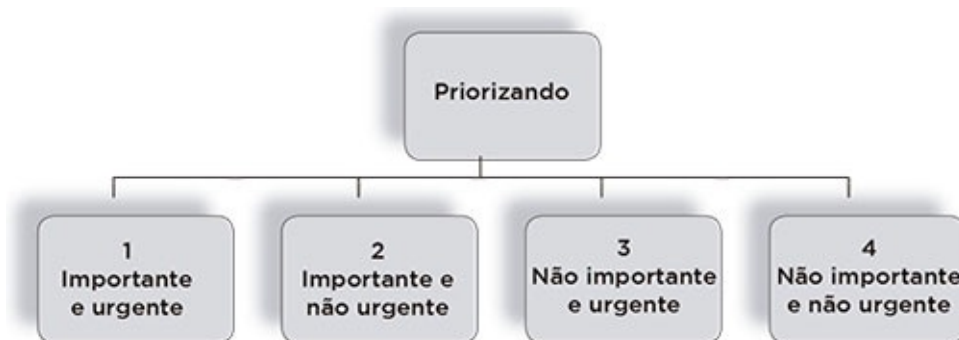 Priorizando
1
Importante
e urgente
2
Importante e
não urgente
3
Não importante
e urgente
4
Não importante
e não urgente